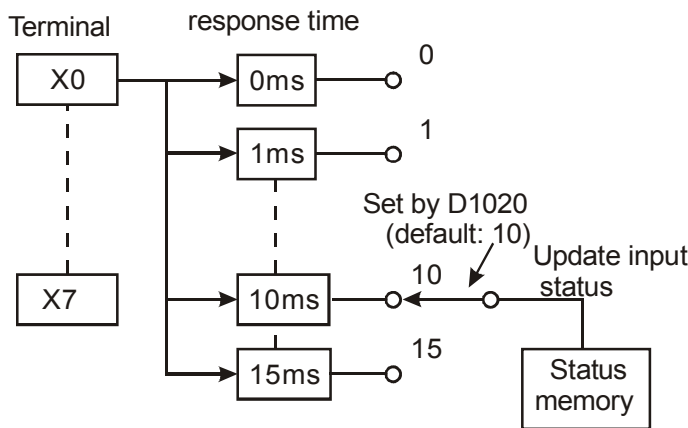 Terminal
response time
X0
0ms
0
1ms
1
Set by D1020
(default: 10)
Update input
status
X7
10ms
10
15ms
15
Status
memory